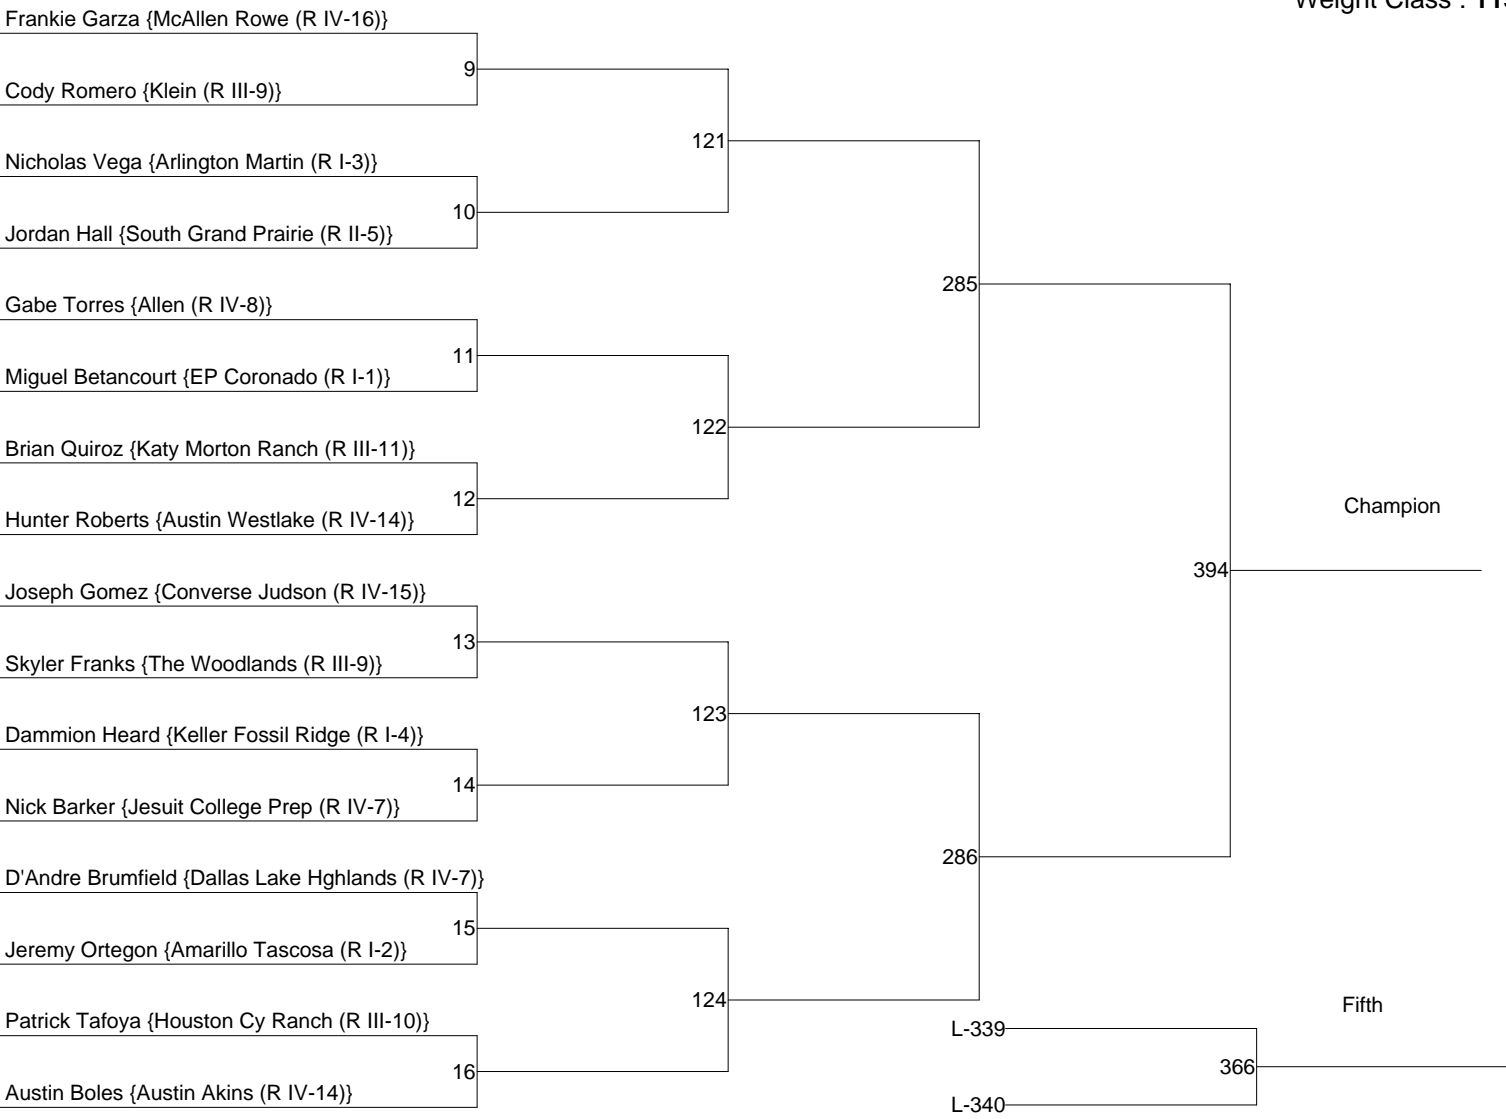 Weight Class :
Frankie Garza {McAllen Rowe (R IV-16)}
9
Cody Romero {Klein (R III-9)}
121
Nicholas Vega {Arlington Martin (R I-3)}
10
Jordan Hall {South Grand Prairie (R II-5)}
285
Gabe Torres {Allen (R IV-8)}
11
Miguel Betancourt {EP Coronado (R I-1)}
122
Brian Quiroz {Katy Morton Ranch (R III-11)}
12
Hunter Roberts {Austin Westlake (R IV-14)}
Champion
394
Joseph Gomez {Converse Judson (R IV-15)}
13
Skyler Franks {The Woodlands (R III-9)}
123
Dammion Heard {Keller Fossil Ridge (R I-4)}
14
Nick Barker {Jesuit College Prep (R IV-7)}
286
D'Andre Brumfield {Dallas Lake Hghlands (R IV-7)}
15
Jeremy Ortegon {Amarillo Tascosa (R I-2)}
124
Fifth
Patrick Tafoya {Houston Cy Ranch (R III-10)}
L-339
16
366
Austin Boles {Austin Akins (R IV-14)}
L-340